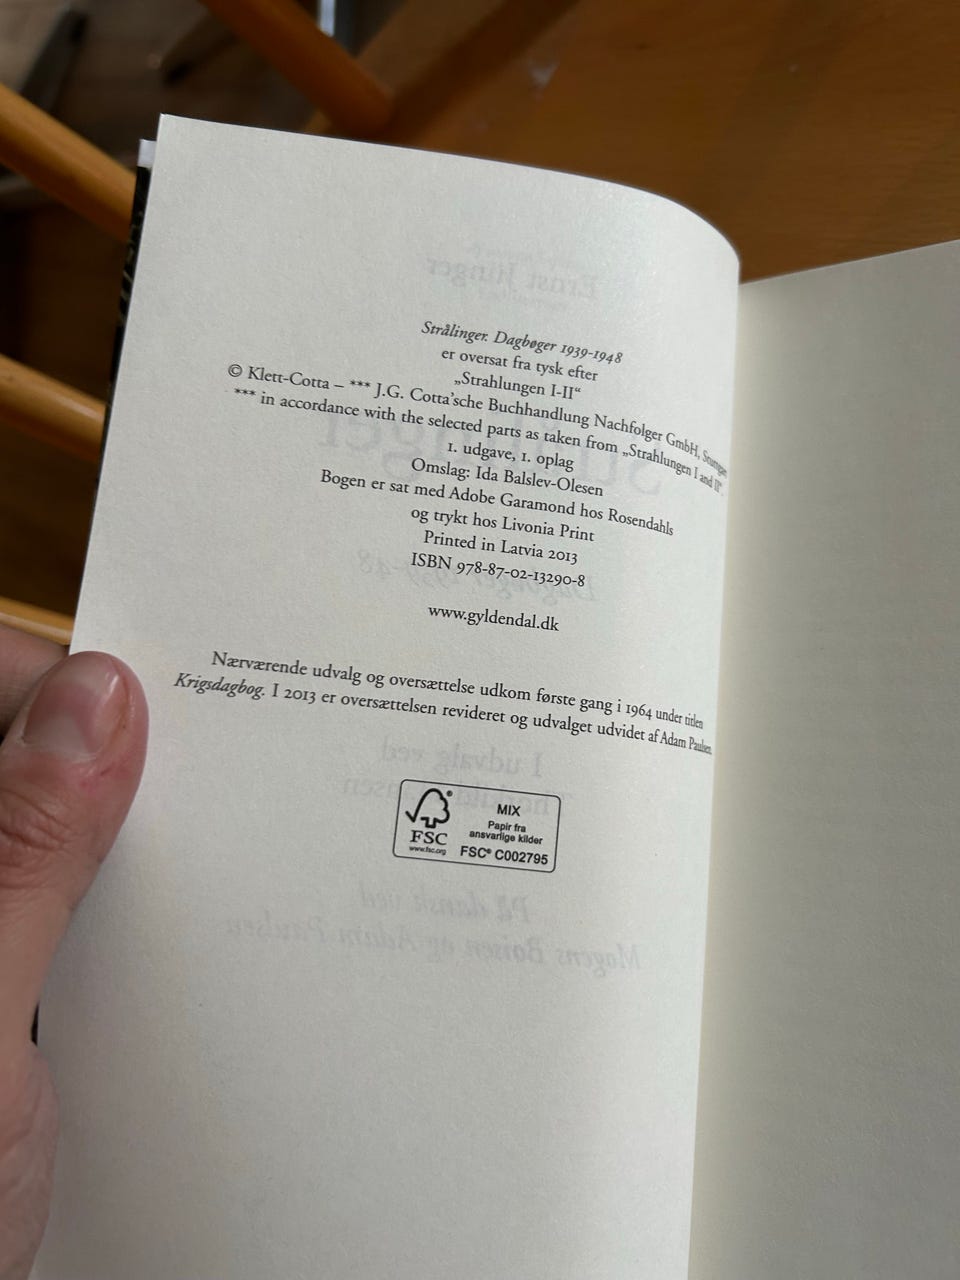 Strålinger. Dagbøger 1939-1948
er oversat fra tysk efter
„Strahlungen I-II“
© Klett-Cotta – *** J.G. Cotta'sche Buchhandlung Nachfolger GmbH, Stuttgart
*** in accordance with the selected parts as taken from „Strahlungen I and II“.
1. udgave, 1. oplag
Omslag: Ida Balslev-Olesen
Bogen er sat med Adobe Garamond hos Rosendahls
og trykt hos Livonia Print
Printed in Latvia 2013
ISBN 978-87-02-13290-8
www.gyldendal.dk
Nærværende udvalg og oversættelse udkom første gang i 1964 under titlen
Krigsdagbog. I 2013 er oversættelsen revideret og udvalget udvidet af Adam Paulsen.
FSC®
www.fsc.org
MIX
Papir fra
ansvarlige kilder
FSC® C002795